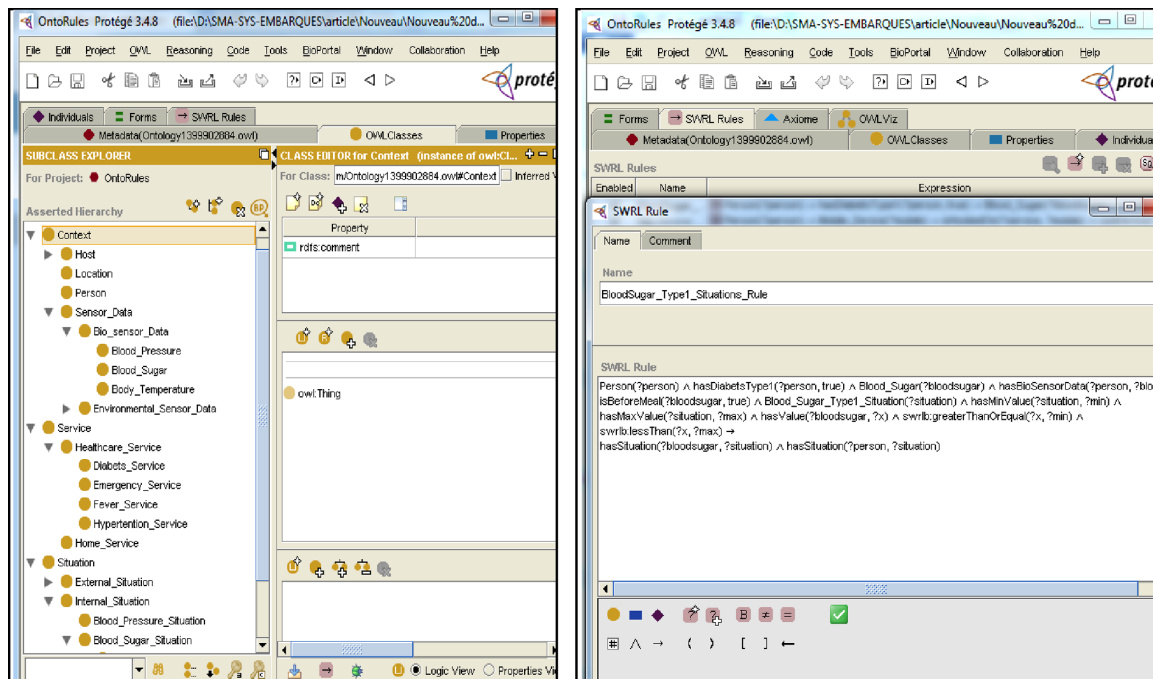 OntoRules Protégé 3.4.8 (file:\D:\SMA-SYS-EMBARQUES\article\Nouveau\Nouveau%20d...
File Edit Project OWL Reasoning Code Tools BioPortal Window Collaboration Help
protég
Individuals Forms SWRL Rules
Metadata(Ontology1399902884.owl) OWLClasses Properties
SUBCLASS EXPLORER
For Project: OntoRules
Asserted Hierarchy
Context
Host
Location
Person
Sensor_Data
Bio_sensor_Data
Blood_Pressure
Blood_Sugar
Body_Temperature
Environmental_Sensor_Data
Service
Healthcare_Service
Diabets_Service
Emergency_Service
Fever_Service
Hypertention_Service
Home_Service
Situation
External_Situation
Internal_Situation
Blood_Pressure_Situation
Blood_Sugar_Situation
CLASS EDITOR for Context (instance of owl:Cl...
For Class: m/Ontology1399902884.owl#Context Inferred V
Property
rdfs:comment
owl:Thing
Logic View Properties Vi
OntoRules Protégé 3.4.8 (file:\D:\SMA-SYS-EMBARQUES\article\Nouveau\Nouveau%20d...
File Edit Project OWL Reasoning Code Tools BioPortal Window Collaboration Help
proté
Forms SWRL Rules Axiome OWLViz
Metadata(Ontology1399902884.owl) OWLClasses Properties Individua
SWRL Rules
Enabled Name Expression
SWRL Rule
Name Comment
Name
BloodSugar_Type1_Situations_Rule
SWRL Rule
Person(?person) ∧ hasDiabetsType1(?person, true) ∧ Blood_Sugar(?bloodsugar) ∧ hasBioSensorData(?person, ?blo
isBeforeMeal(?bloodsugar, true) ∧ Blood_Sugar_Type1_Situation(?situation) ∧ hasMinValue(?situation, ?min) ∧
hasMaxValue(?situation, ?max) ∧ hasValue(?bloodsugar, ?x) ∧ swrlb:greaterThanOrEqual(?x, ?min) ∧
swrlb:lessThan(?x, ?max) →
hasSituation(?bloodsugar, ?situation) ∧ hasSituation(?person, ?situation)
∧ → ( ) [ ] ←